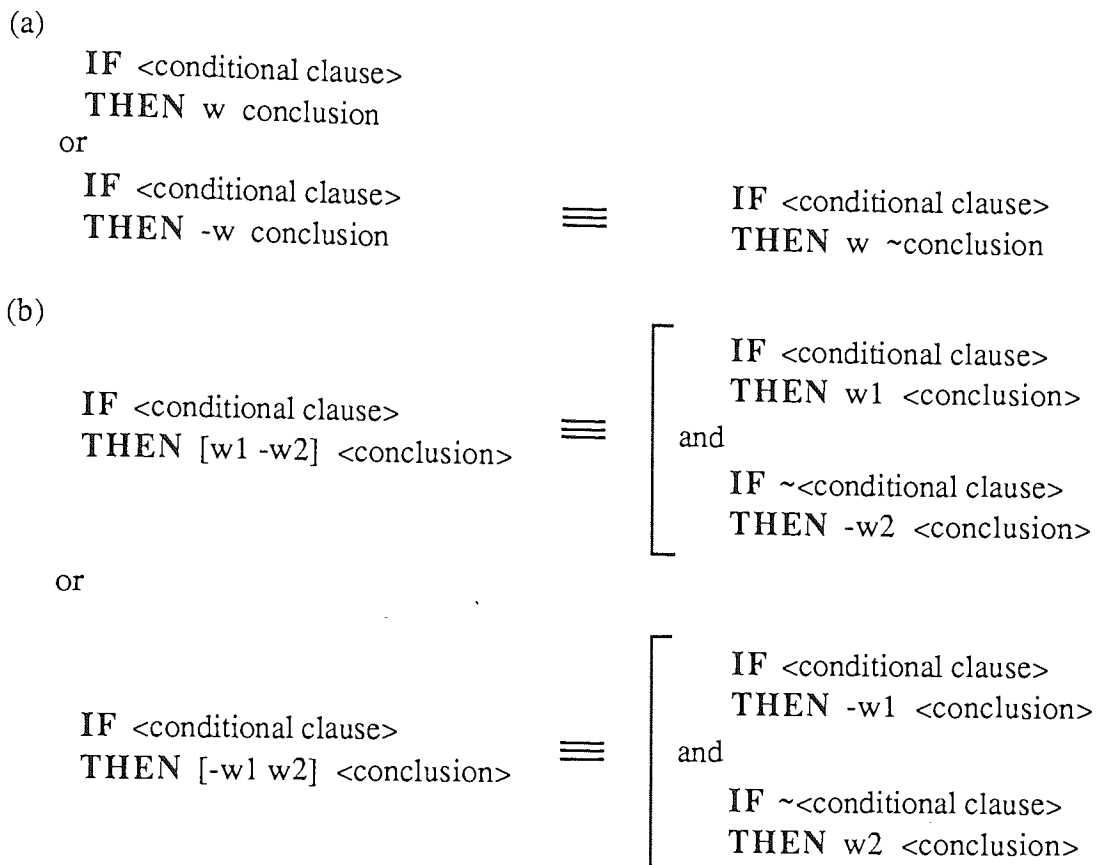 (a)
IF <conditional clause>
THEN w conclusion
or
IF <conditional clause>
THEN -w conclusion
≡
IF <conditional clause>
THEN w ~conclusion
(b)
IF <conditional clause>
THEN [w1 -w2] <conclusion>
≡
IF <conditional clause>
THEN w1 <conclusion>
and
IF ~<conditional clause>
THEN -w2 <conclusion>
or
IF <conditional clause>
THEN [-w1 w2] <conclusion>
≡
IF <conditional clause>
THEN -w1 <conclusion>
and
IF ~<conditional clause>
THEN w2 <conclusion>